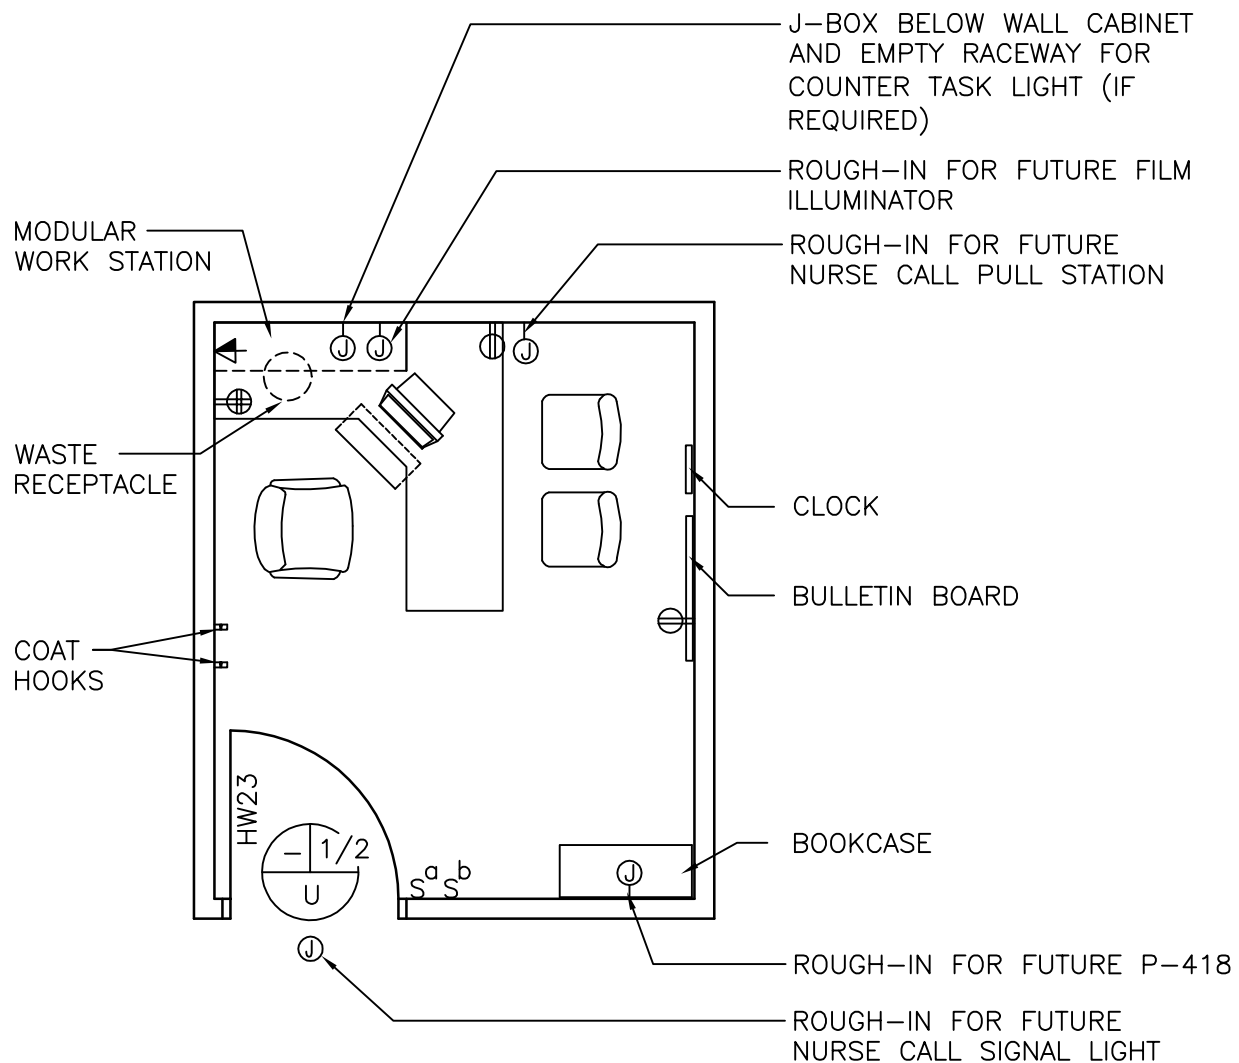 J-BOX BELOW WALL CABINET
AND EMPTY RACEWAY FOR
COUNTER TASK LIGHT (IF
REQUIRED)
ROUGH-IN FOR FUTURE FILM
ILLUMINATOR
MODULAR
WORK STATION
ROUGH-IN FOR FUTURE
NURSE CALL PULL STATION
J
J
J
WASTE
RECEPTACLE
CLOCK
BULLETIN BOARD
COAT
HOOKS
HW23
- 1/2
U
S a S b
BOOKCASE
J
J
ROUGH-IN FOR FUTURE P-418
ROUGH-IN FOR FUTURE
NURSE CALL SIGNAL LIGHT